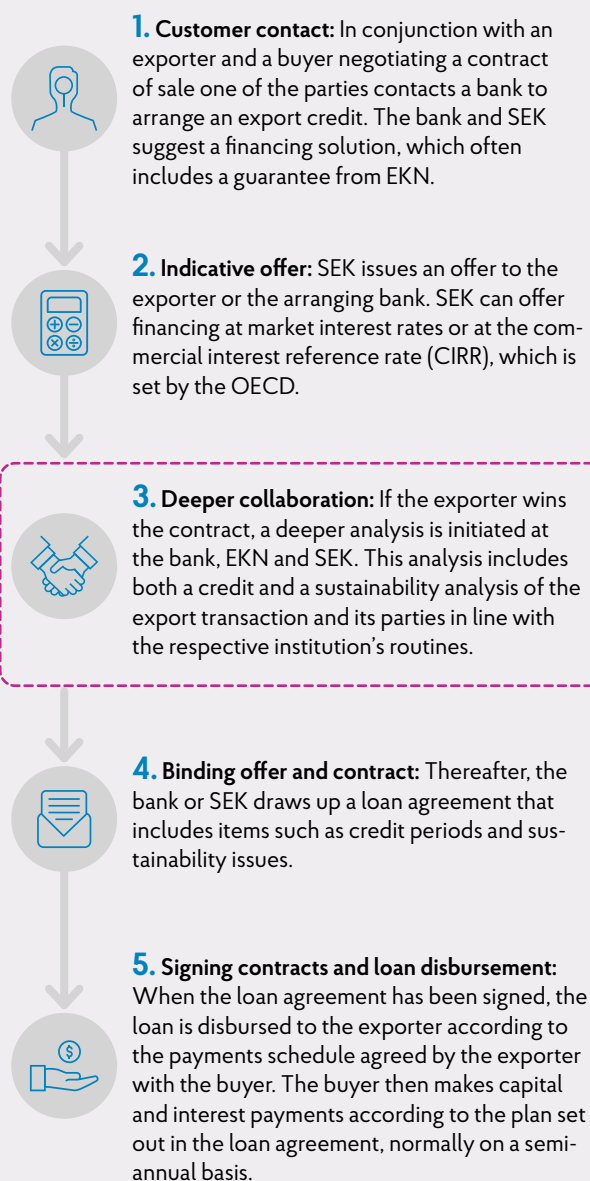 1. Customer contact: In conjunction with an
exporter and a buyer negotiating a contract
of sale one of the parties contacts a bank to
arrange an export credit. The bank and SEK
suggest a financing solution, which often
includes a guarantee from EKN.
2. Indicative offer: SEK issues an offer to the
exporter or the arranging bank. SEK can offer
financing at market interest rates or at the com-
mercial interest reference rate (CIRR), which is
set by the OECD.
3. Deeper collaboration: If the exporter wins
the contract, a deeper analysis is initiated at
the bank, EKN and SEK. This analysis includes
both a credit and a sustainability analysis of the
export transaction and its parties in line with
the respective institution’s routines.
4. Binding offer and contract: Thereafter, the
bank or SEK draws up a loan agreement that
includes items such as credit periods and sus-
tainability issues.
5. Signing contracts and loan disbursement:
When the loan agreement has been signed, the
loan is disbursed to the exporter according to
the payments schedule agreed by the exporter
with the buyer. The buyer then makes capital
and interest payments according to the plan set
out in the loan agreement, normally on a semi-
annual basis.
$